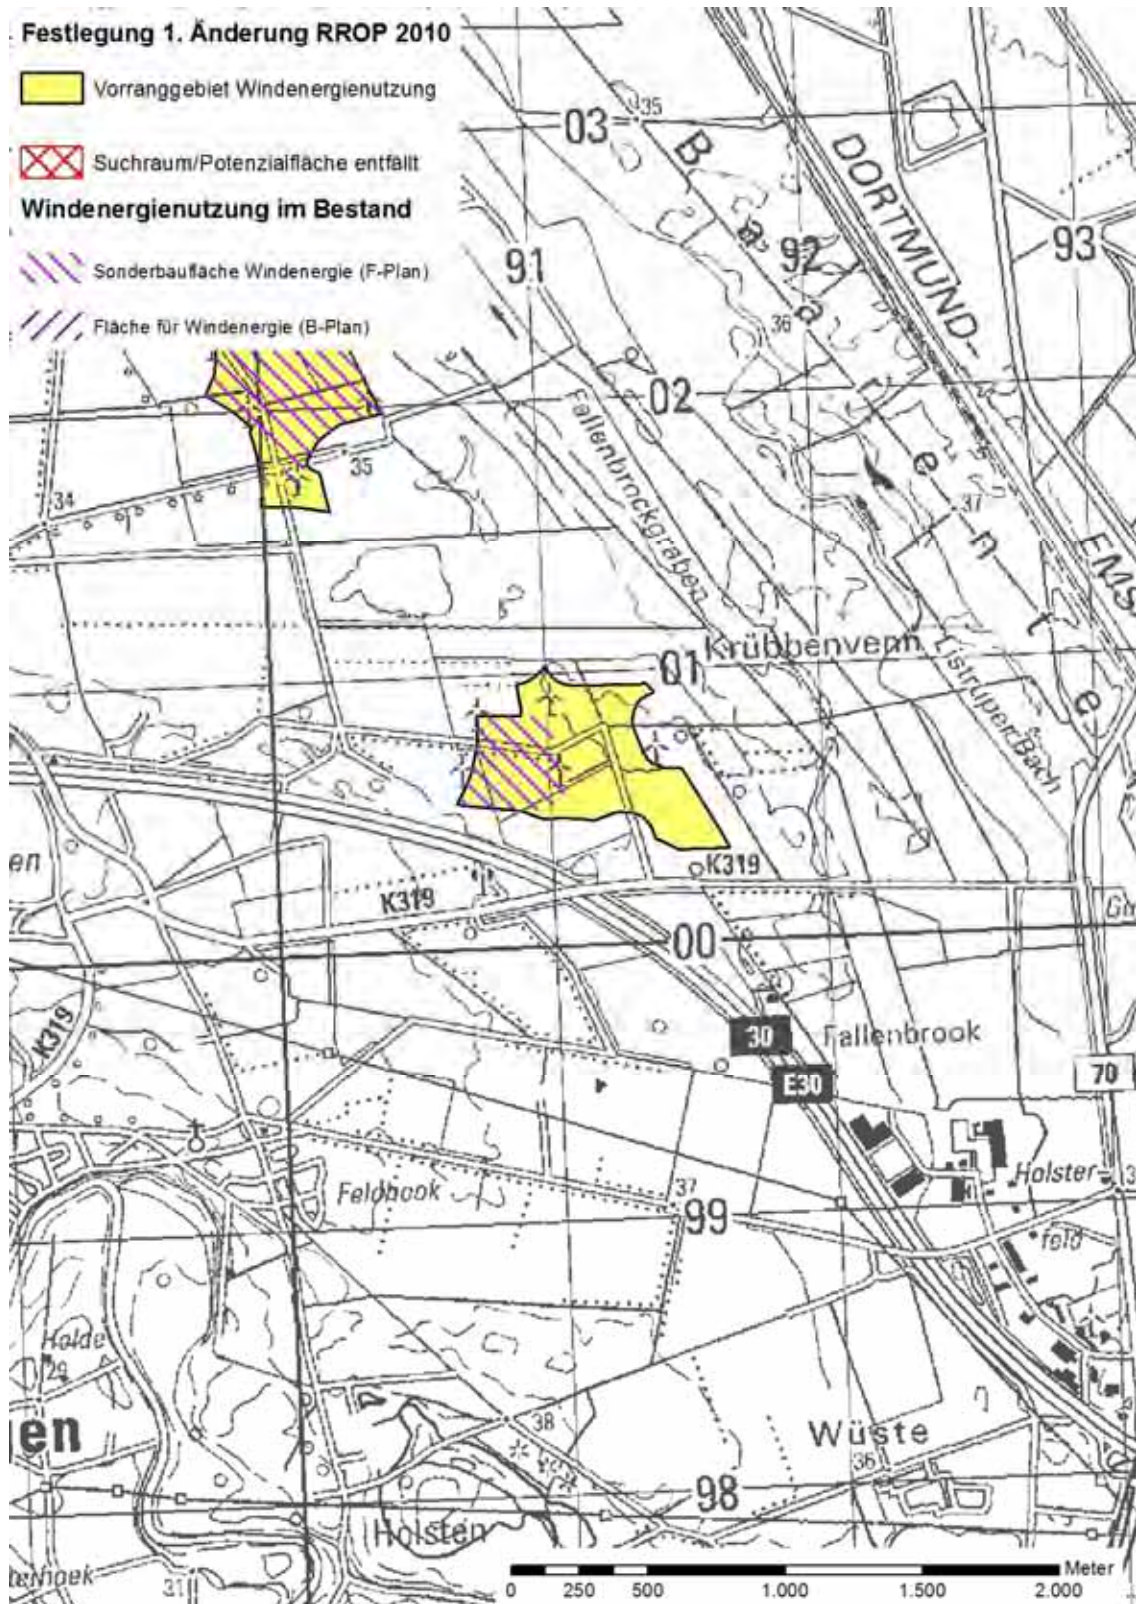 Festlegung 1. Änderung RROP 2010
Vorranggebiet Windenergienutzung
Suchraum/Potenzialfläche entfällt
Windenergienutzung im Bestand
Sonderbaufläche Windenergie (F-Plan)
Fläche für Windenergie (B-Plan)
03
35
Baarentte
DORTMUND-
EMS
93
91
92
36
02
Fallenbrockgraben
35
34
37
Krübbenvenn
01
Listruper Bach
en
K319
K319
00
K319
30
Fallenbrook
E30
70
Feldhook
37
Holster
feld
99
Holde
29
en
38
Wüste
36
98
Holsten
31
Meter
0 250 500 1.000 1.500 2.000